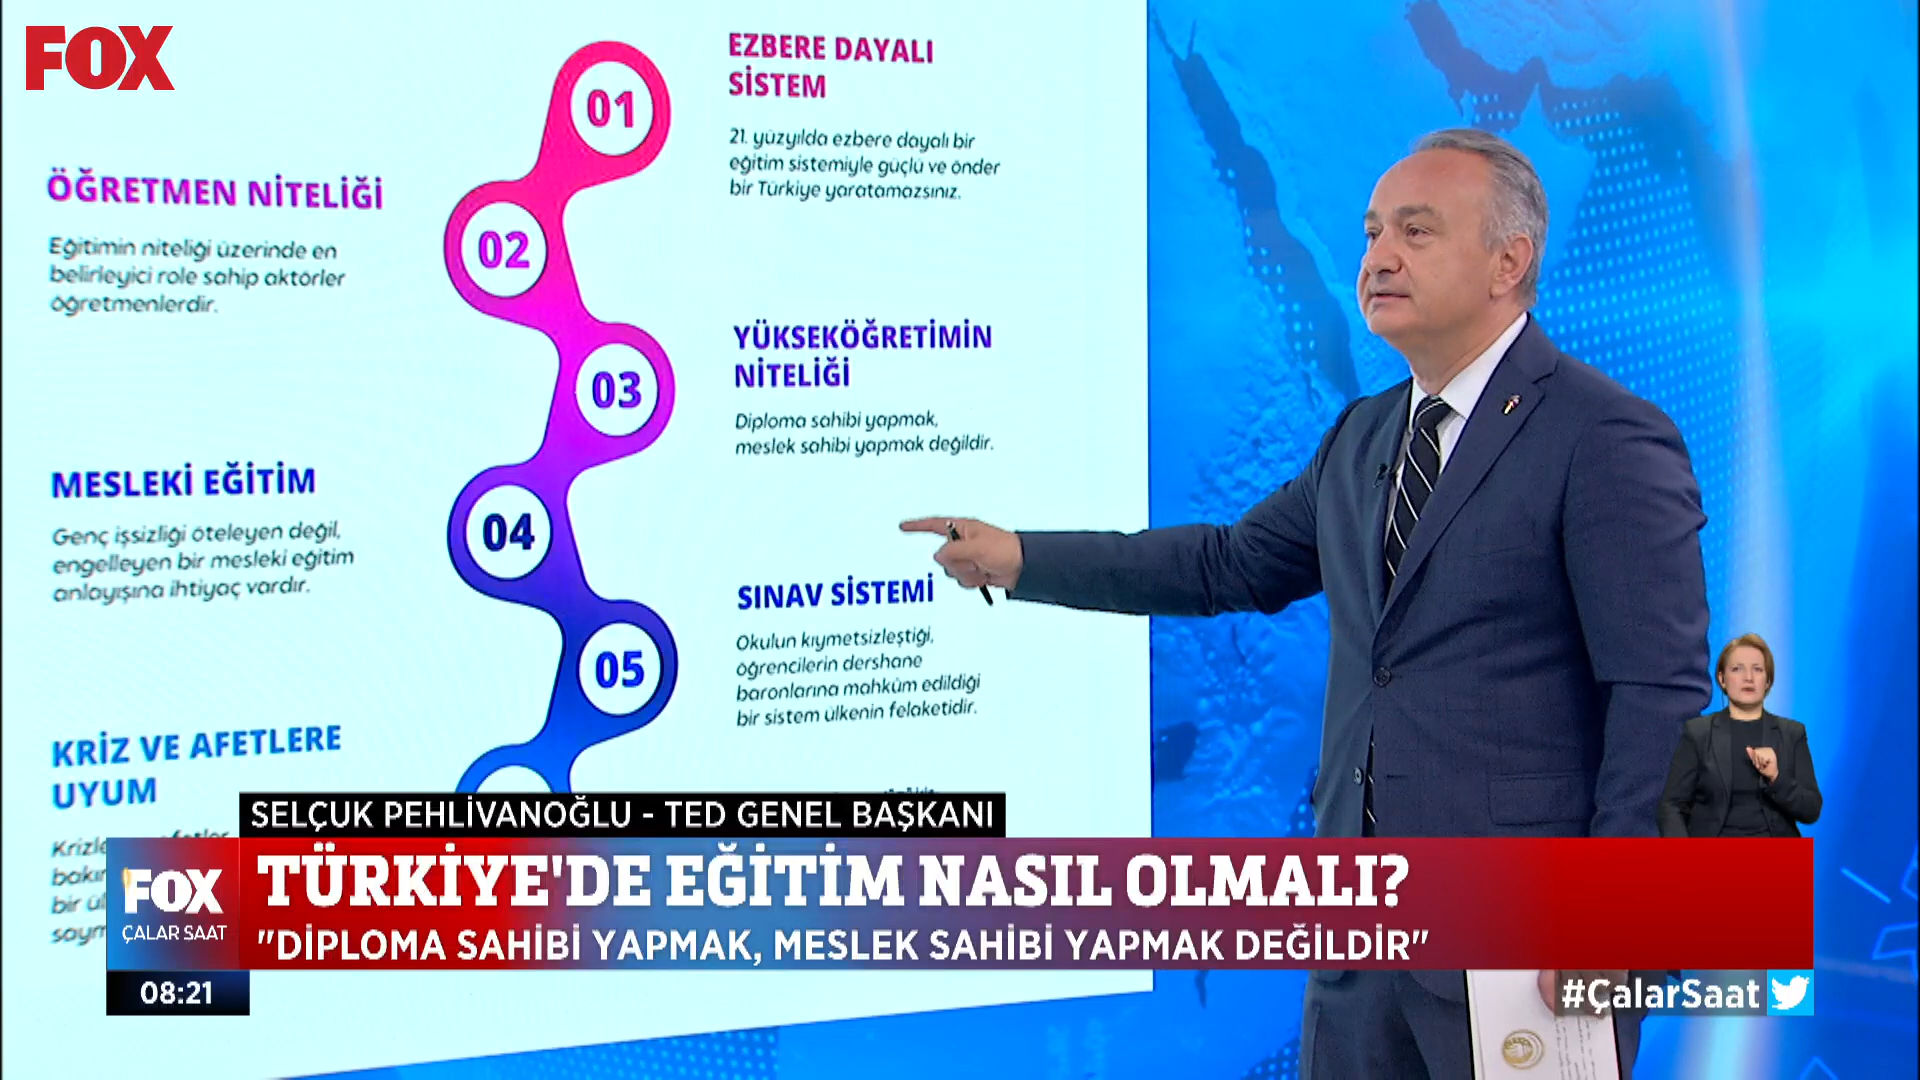 FOX
01
EZBERE DAYALI
SİSTEM
21. yüzyılda ezbere dayalı bir
eğitim sistemiyle güçlü ve önder
bir Türkiye yaratamazsınız.
ÖĞRETMEN NİTELİĞİ
Eğitimin niteliği üzerinde en
belirleyici role sahip aktörler
öğretmenlerdir.
02
03
YÜKSEKÖĞRETİMİN
NİTELİĞİ
Diploma sahibi yapmak,
meslek sahibi yapmak değildir.
MESLEKİ EĞİTİM
Genç işsizliği öteleyen değil,
engelleyen bir mesleki eğitim
anlayışına ihtiyaç vardır.
04
05
SINAV SİSTEMİ
Okulun kıymetsizleştiği,
öğrencilerin dershane
baronlarına mahkûm edildiği
bir sistem ülkenin felaketidir.
KRİZ VE AFETLERE
UYUM
SELÇUK PEHLİVANOĞLU - TED GENEL BAŞKANI
FOX
ÇALAR SAAT
TÜRKİYE'DE EĞİTİM NASIL OLMALI?
"DİPLOMA SAHİBİ YAPMAK, MESLEK SAHİBİ YAPMAK DEĞİLDİR"
08:21
#ÇalarSaat